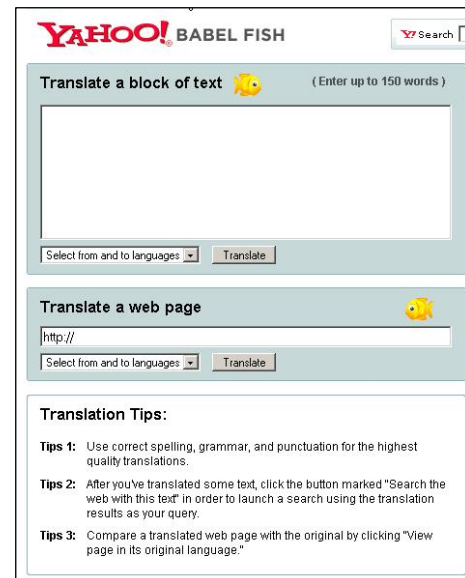 YAHOO! BABEL FISH
Y! Search
Translate a block of text
( Enter up to 150 words )
Select from and to languages
Translate
Translate a web page
http://
Select from and to languages
Translate
Translation Tips:
Tips 1: Use correct spelling, grammar, and punctuation for the highest
quality translations.
Tips 2: After you've translated some text, click the button marked "Search the
web with this text" in order to launch a search using the translation
results as your query.
Tips 3: Compare a translated web page with the original by clicking "View
page in its original language."